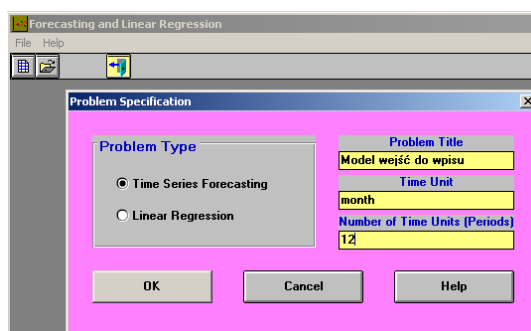 Forecasting and Linear Regression
File Help
Problem Specification
Problem Type
Time Series Forecasting
Linear Regression
Problem Title
Model wejść do wpisu
Time Unit
month
Number of Time Units (Periods)
12
OK Cancel Help